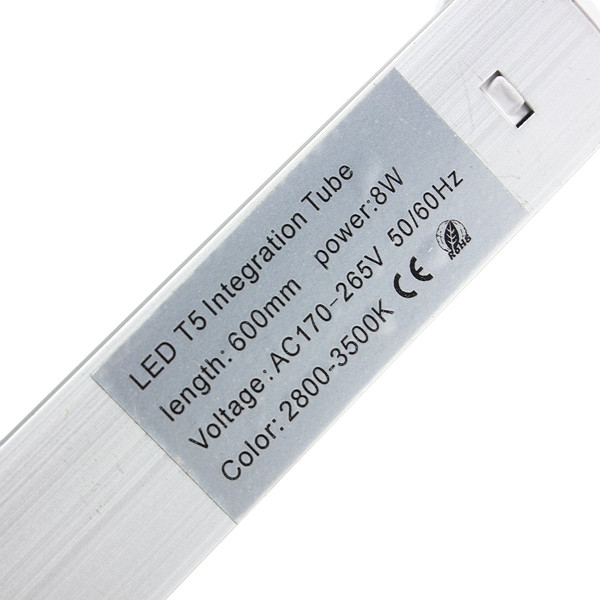 LED T5 Integration Tube
length: 600mm power:8W
Voltage: AC170-265V 50/60Hz
Color: 2800-3500K CE
RoHS